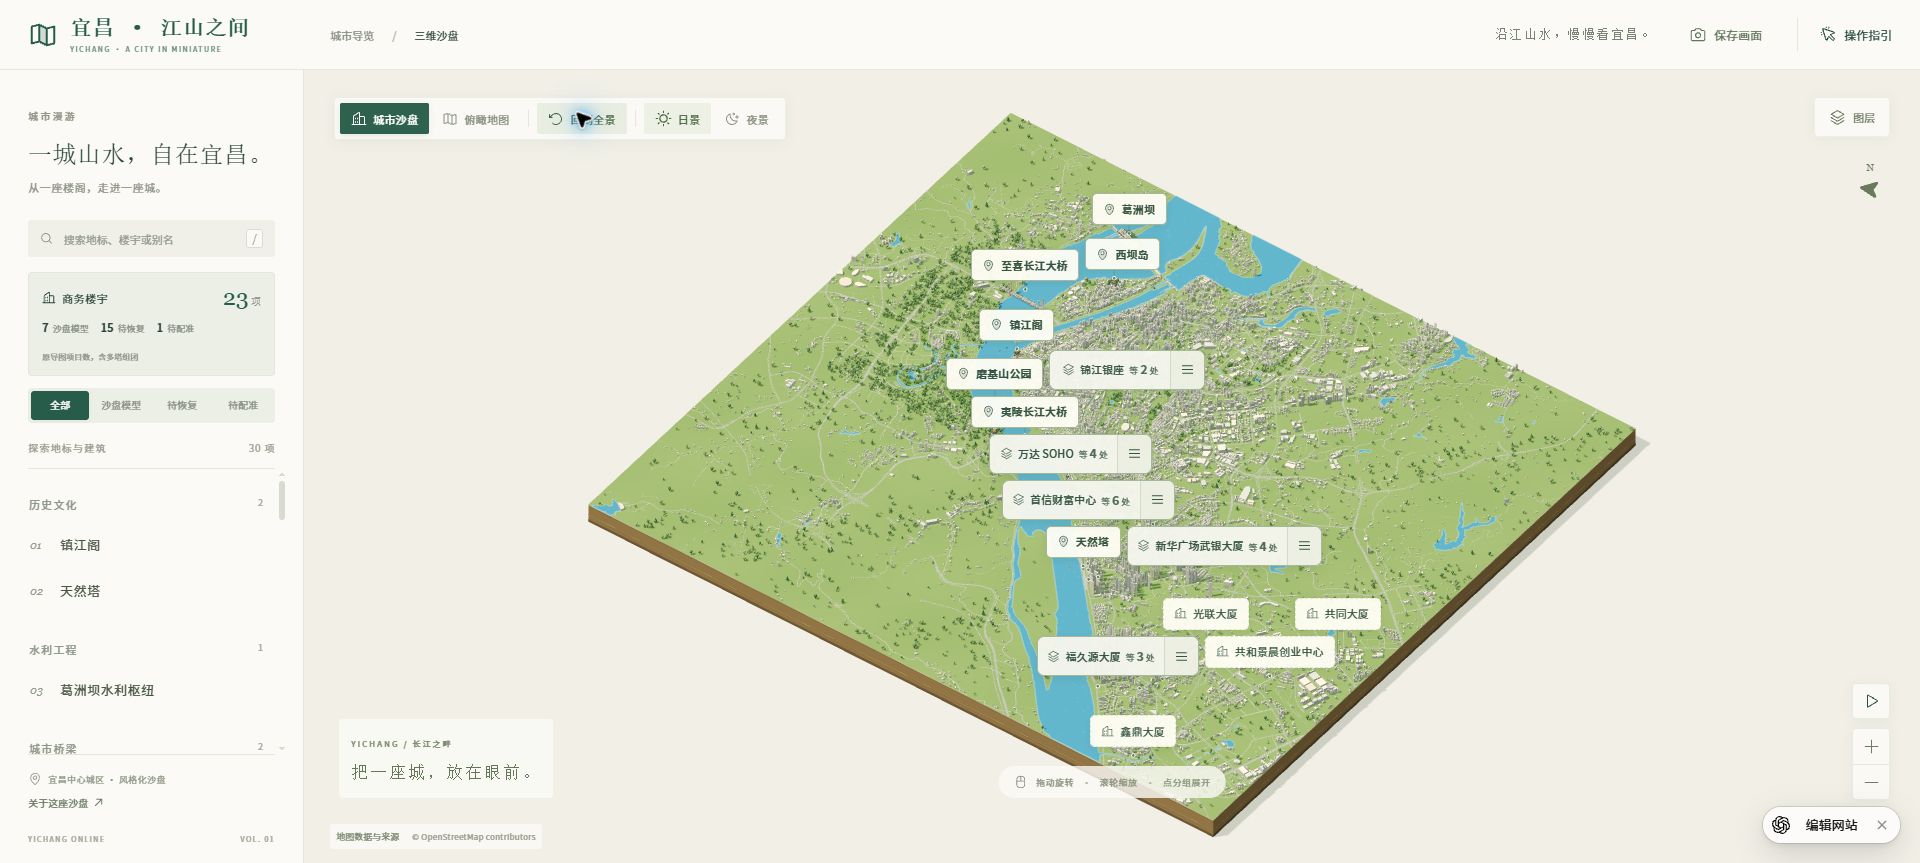 宜昌 · 江山之间
YICHANG · A CITY IN MINIATURE
城市导览 / 三维沙盘
沿江山水，慢慢看宜昌。
保存画面
操作指引
城市漫游
一城山水，自在宜昌。
从一座楼阁，走进一座城。
搜索地标、楼宇或别名 /
商务楼宇 23 项
7 沙盘模型 15 待恢复 1 待配准
原导图项目数，含多塔组团
全部 沙盘模型 待恢复 待配准
探索地标与建筑 30 项
历史文化 2
01 镇江阁
02 天然塔
水利工程 1
03 葛洲坝水利枢纽
城市桥梁 2
宜昌中心城区 · 风格化沙盘
关于这座沙盘
YICHANG ONLINE VOL. 01
城市沙盘 俯瞰地图 全景 日景 夜景
图层
N
葛洲坝
西坝岛
至喜长江大桥
镇江阁
锦江银座 等 2 处
磨基山公园
夷陵长江大桥
万达 SOHO 等 4 处
首信财富中心 等 6 处
天然塔
新华广场武银大厦 等 4 处
光联大厦
共同大厦
共和景晨创业中心
福久源大厦 等 3 处
鑫鼎大厦
拖动旋转 · 滚轮缩放 · 点分组展开
YICHANG / 长江之畔
把一座城，放在眼前。
地图数据与来源 © OpenStreetMap contributors
编辑网站